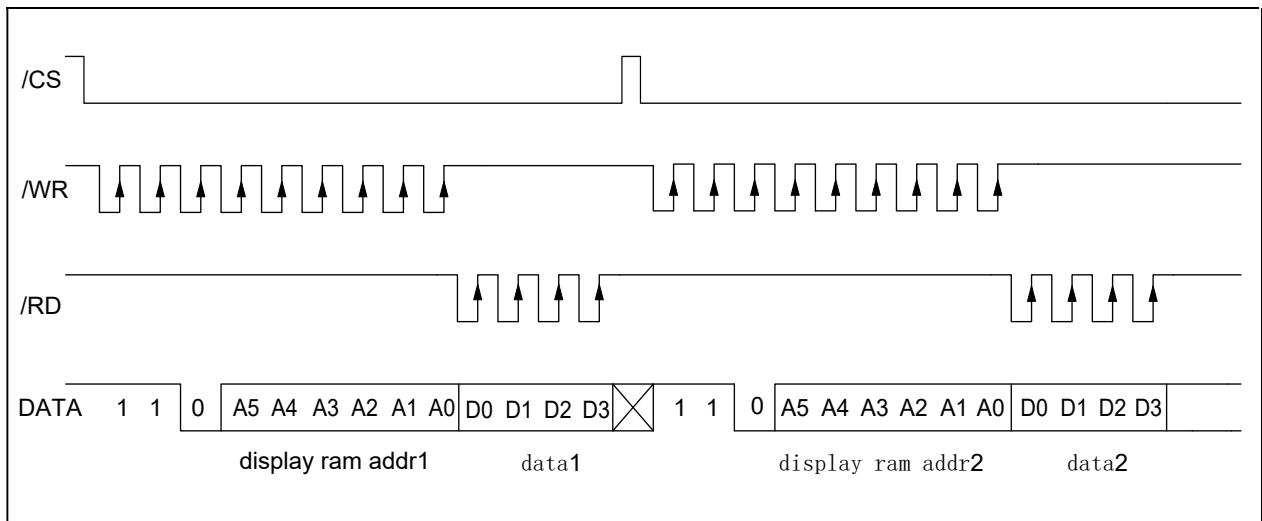 /CS
/WR
/RD
DATA 1 1 0 A5 A4 A3 A2 A1 A0 D0 D1 D2 D3 1 1 0 A5 A4 A3 A2 A1 A0 D0 D1 D2 D3
display ram addr1 data1 display ram addr2 data2